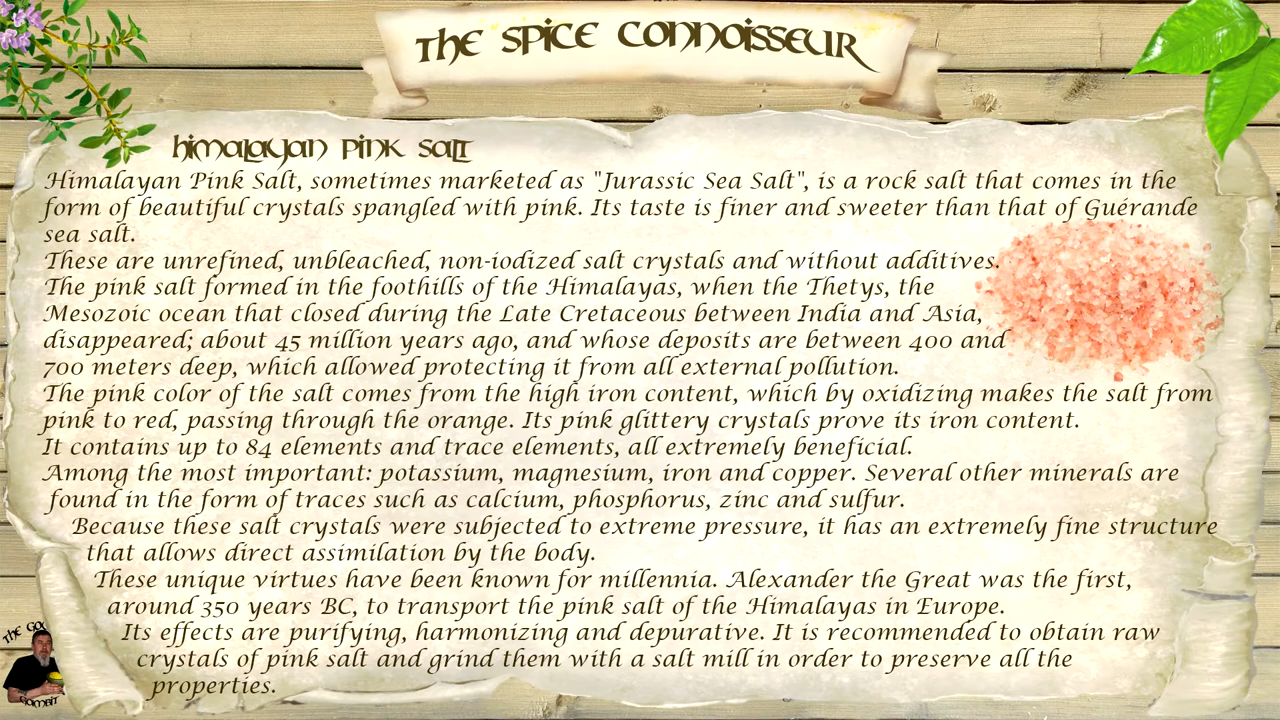 THE SPICE CONNOISSEUR
himalayan pink salt
Himalayan Pink Salt, sometimes marketed as "Jurassic Sea Salt", is a rock salt that comes in the
form of beautiful crystals spangled with pink. Its taste is finer and sweeter than that of Guérande
sea salt.
These are unrefined, unbleached, non-iodized salt crystals and without additives.
The pink salt formed in the foothills of the Himalayas, when the Thetys, the
Mesozoic ocean that closed during the Late Cretaceous between India and Asia,
disappeared; about 45 million years ago, and whose deposits are between 400 and
700 meters deep, which allowed protecting it from all external pollution.
The pink color of the salt comes from the high iron content, which by oxidizing makes the salt from
pink to red, passing through the orange. Its pink glittery crystals prove its iron content.
It contains up to 84 elements and trace elements, all extremely beneficial.
Among the most important: potassium, magnesium, iron and copper. Several other minerals are
found in the form of traces such as calcium, phosphorus, zinc and sulfur.
Because these salt crystals were subjected to extreme pressure, it has an extremely fine structure
that allows direct assimilation by the body.
These unique virtues have been known for millennia. Alexander the Great was the first,
around 350 years BC, to transport the pink salt of the Himalayas in Europe.
Its effects are purifying, harmonizing and depurative. It is recommended to obtain raw
crystals of pink salt and grind them with a salt mill in order to preserve all the
properties.
THE
GAMBIT